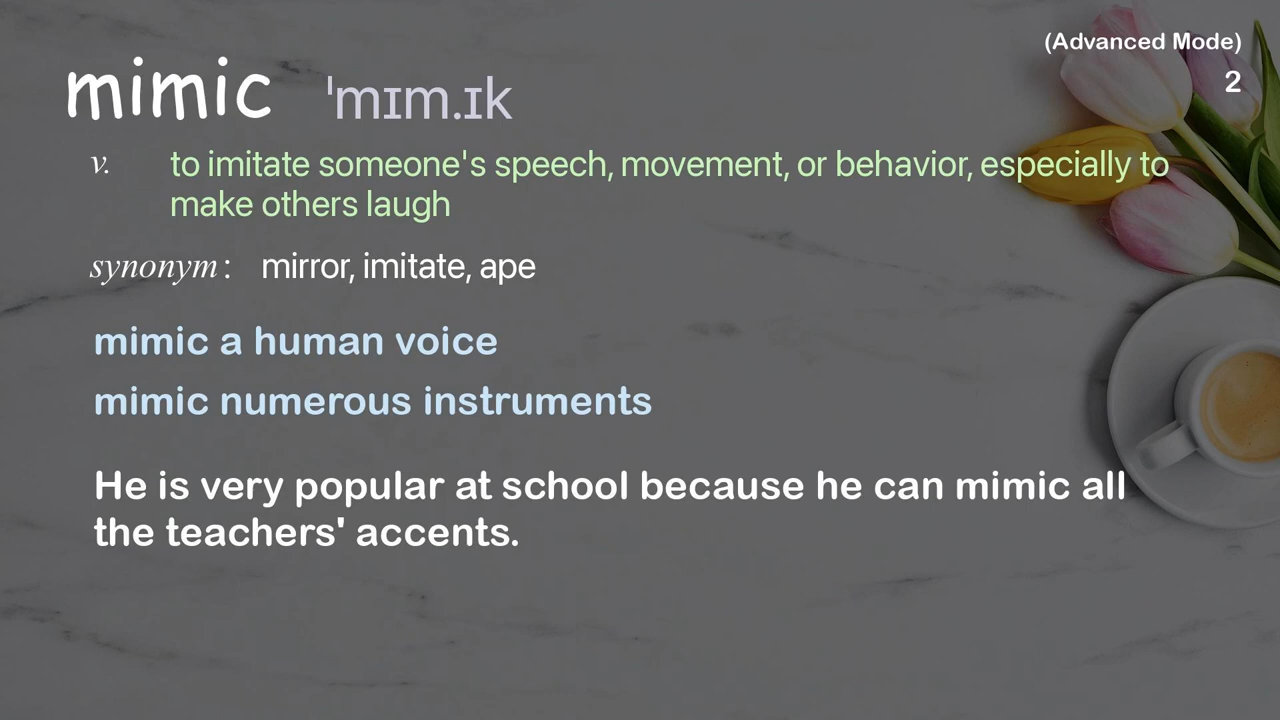 (Advanced Mode)
2
mimic ˈmɪm.ɪk
v. to imitate someone's speech, movement, or behavior, especially to
make others laugh
synonym : mirror, imitate, ape
mimic a human voice
mimic numerous instruments
He is very popular at school because he can mimic all
the teachers' accents.